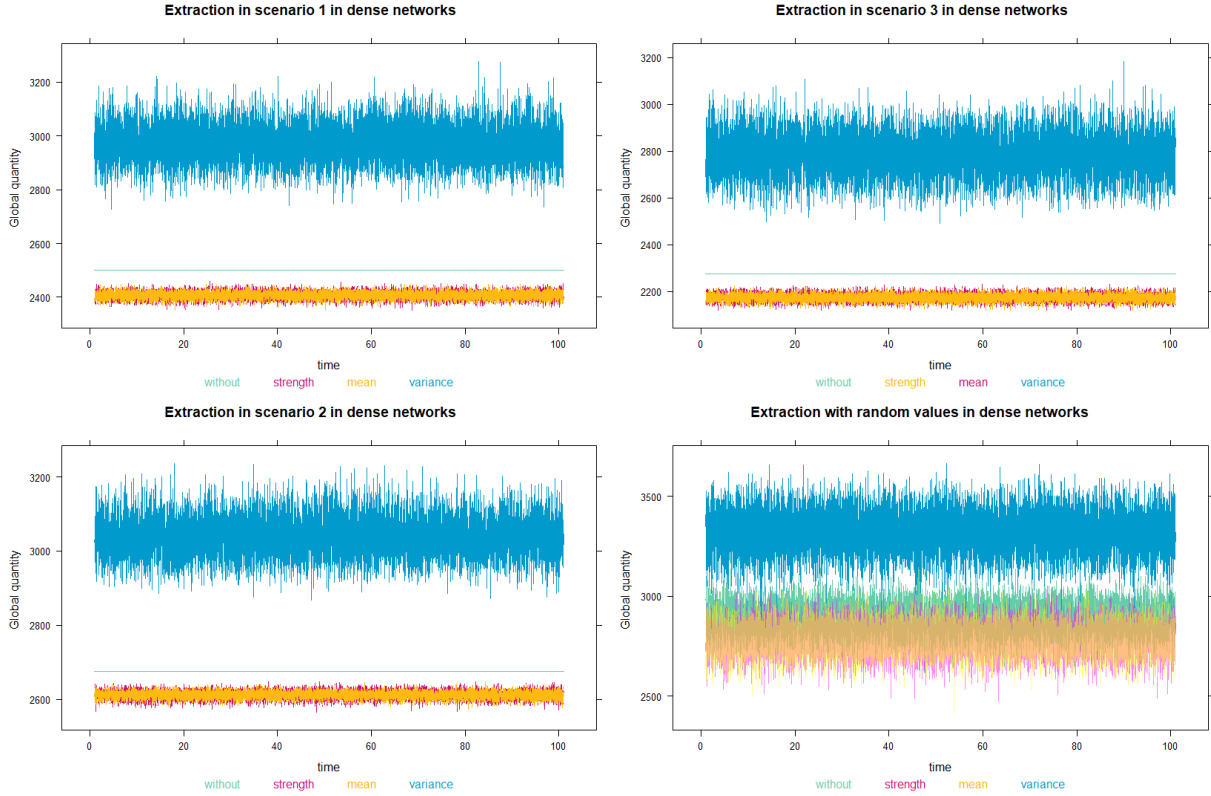 Extraction in scenario 1 in dense networks
Global quantity
3200
3000
2800
2600
2400
0 20 40 60 80 100
time
without strength mean variance
Extraction in scenario 3 in dense networks
Global quantity
3200
3000
2800
2600
2400
2200
0 20 40 60 80 100
time
without strength mean variance
Extraction in scenario 2 in dense networks
Global quantity
3200
3000
2800
2600
0 20 40 60 80 100
time
without strength mean variance
Extraction with random values in dense networks
Global quantity
3500
3000
2500
0 20 40 60 80 100
time
without strength mean variance